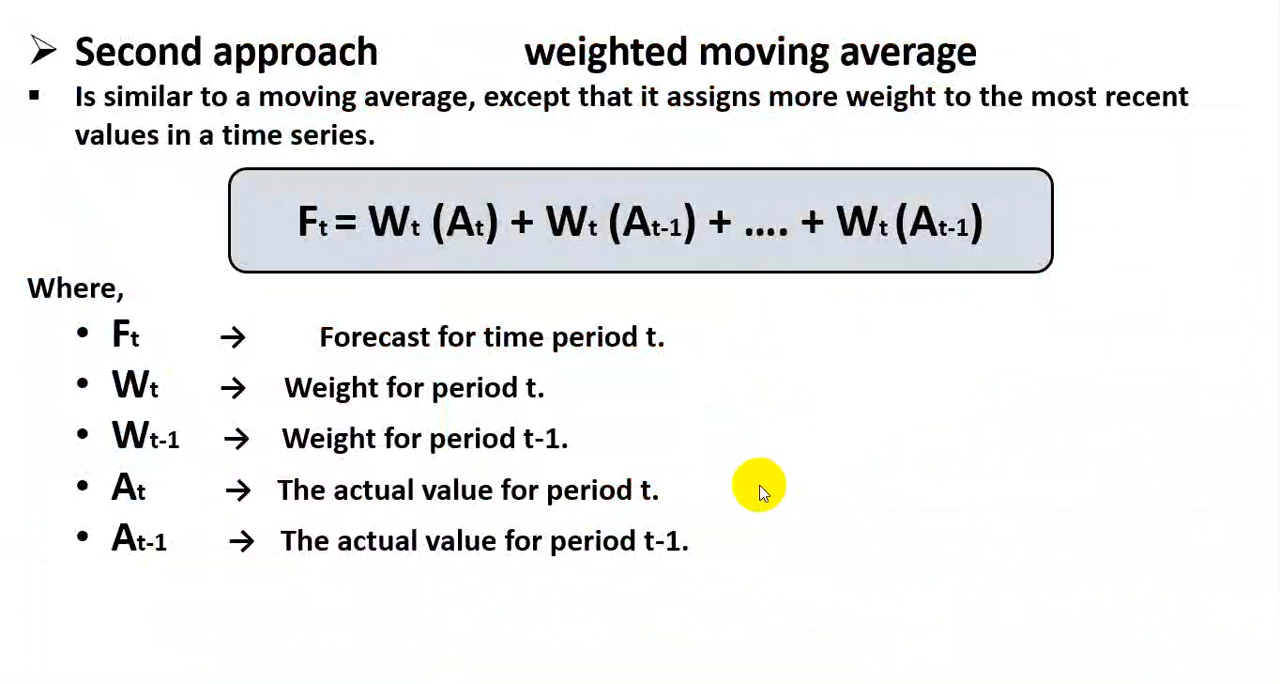 ➢ Second approach weighted moving average
▪ Is similar to a moving average, except that it assigns more weight to the most recent
values in a time series.
Ft = Wt (At) + Wt (At-1) + .... + Wt (At-1)
Where,
• Ft → Forecast for time period t.
• Wt → Weight for period t.
• Wt-1 → Weight for period t-1.
• At → The actual value for period t.
• At-1 → The actual value for period t-1.